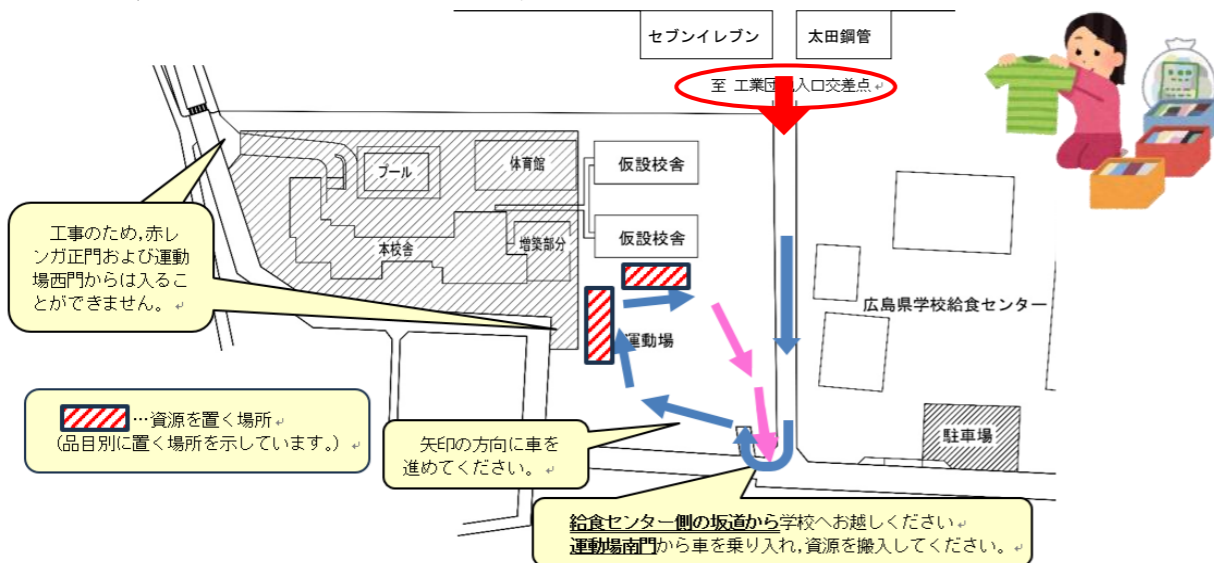 セブンイレブン
太田鋼管
至 工業団 入口交差点
プール
体育館
仮設校舎
仮設校舎
本校舎
増築部分
工事のため,赤レ
ンガ正門および運動
場西門からは入るこ
とができません。
運動場
広島県学校給食センター
駐車場
…資源を置く場所
(品目別に置く場所を示しています。)
矢印の方向に車を
進めてください。
給食センター側の坂道から学校へお越しください
運動場南門から車を乗り入れ,資源を搬入してください。